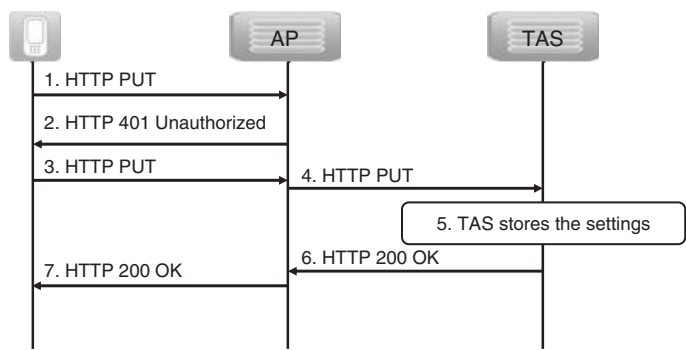 AP
TAS
1. HTTP PUT
2. HTTP 401 Unauthorized
3. HTTP PUT
4. HTTP PUT
5. TAS stores the settings
6. HTTP 200 OK
7. HTTP 200 OK